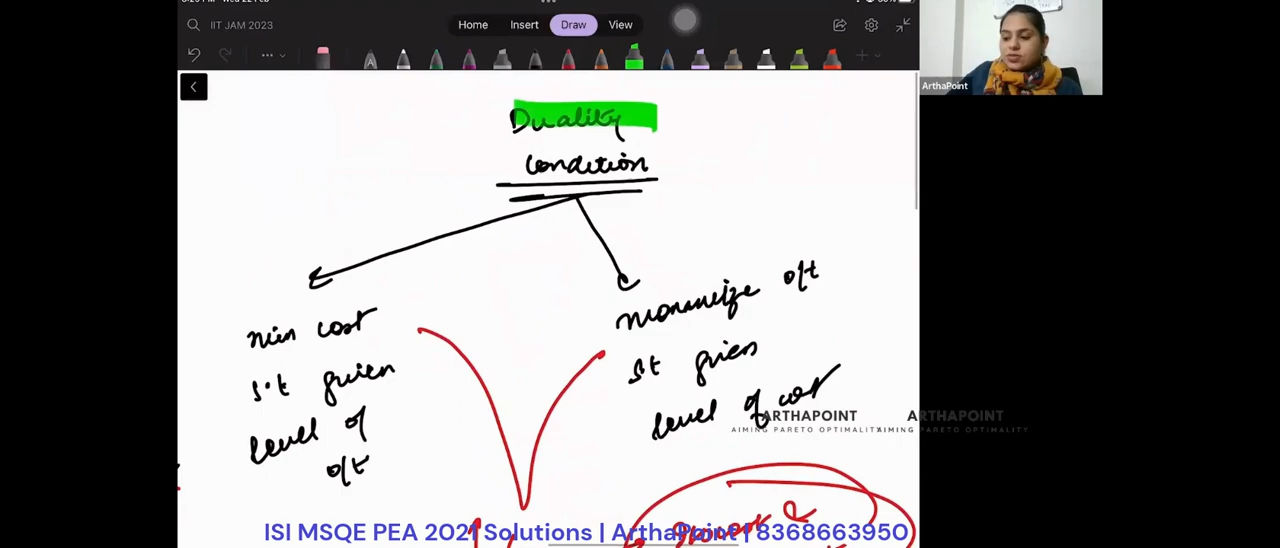 IIT JAM 2023
Home Insert Draw View
ArthaPoint
Duality
Condition
min cost
s.t given
level of
o/t
s.t given
level of cost
ARTHAPOINT
AIMING PARETO OPTIMALITY
ARTHAPOINT
AIMING PARETO OPTIMALITY
ISI MSQE PEA 2021 Solutions | ArthaPoint | 8368663950